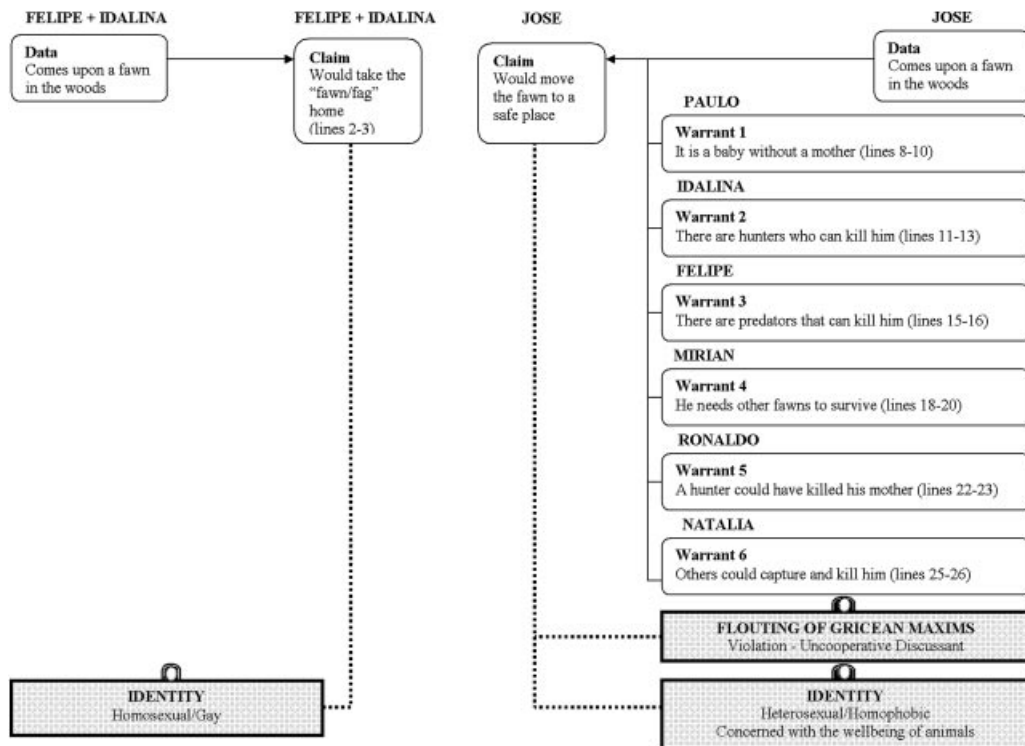 FELIPE + IDALINA
Data
Comes upon a fawn
in the woods
FELIPE + IDALINA
Claim
Would take the
“fawn/fag”
home
(lines 2-3)
JOSE
Claim
Would move
the fawn to a
safe place
JOSE
Data
Comes upon a fawn
in the woods
PAULO
Warrant 1
It is a baby without a mother (lines 8-10)
IDALINA
Warrant 2
There are hunters who can kill him (lines 11-13)
FELIPE
Warrant 3
There are predators that can kill him (lines 15-16)
MIRIAN
Warrant 4
He needs other fawns to survive (lines 18-20)
RONALDO
Warrant 5
A hunter could have killed his mother (lines 22-23)
NATALIA
Warrant 6
Others could capture and kill him (lines 25-26)
FLOUTING OF GRICEAN MAXIMS
Violation - Uncooperative Discussant
IDENTITY
Homosexual/Gay
IDENTITY
Heterosexual/Homophobic
Concerned with the wellbeing of animals